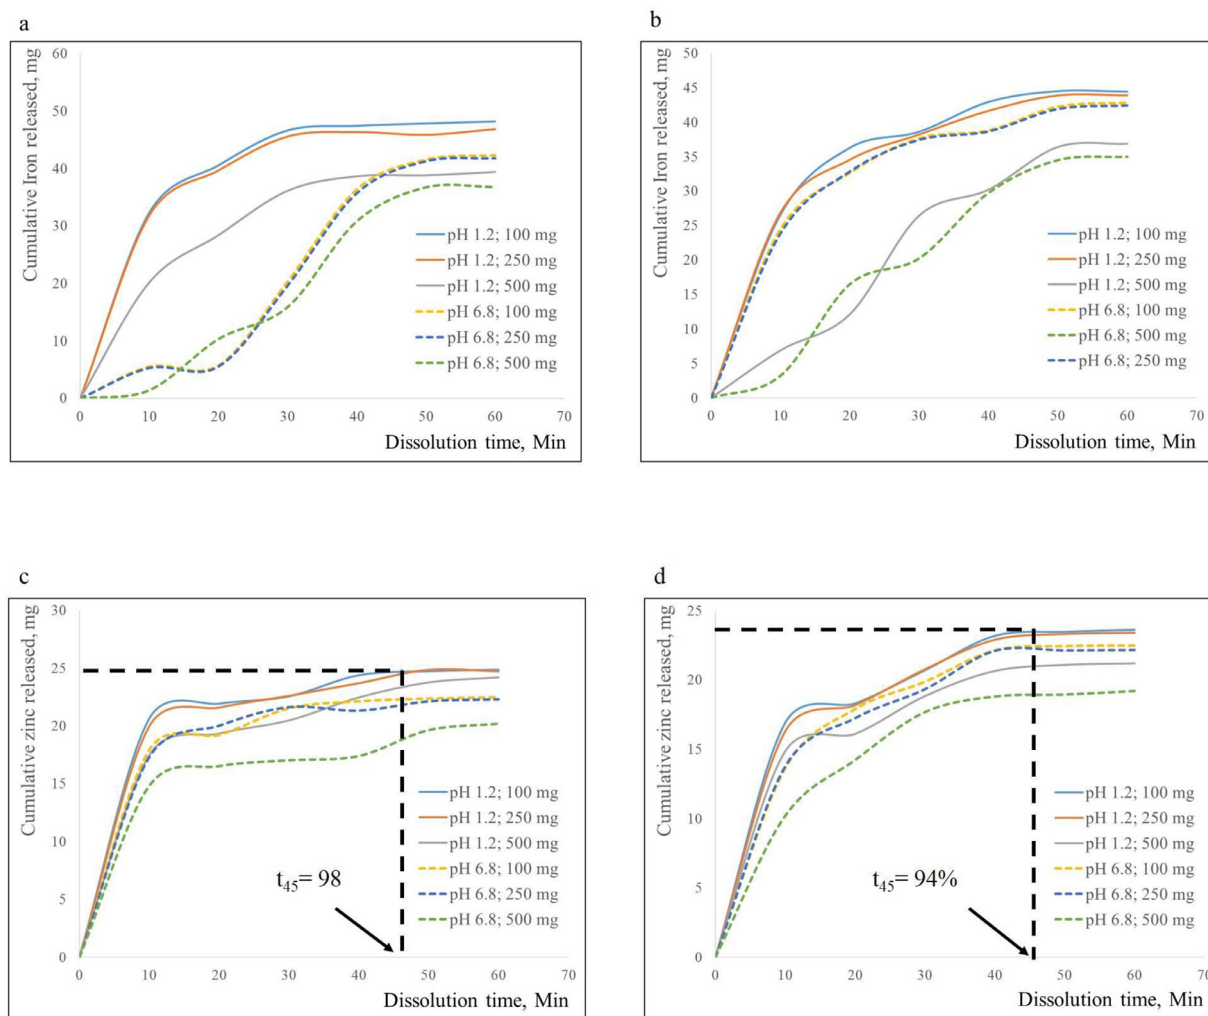 a
Cumulative Iron released, mg
60
50
40
30
20
10
0
0 10 20 30 40 50 60 70
Dissolution time, Min
pH 1.2; 100 mg
pH 1.2; 250 mg
pH 1.2; 500 mg
pH 6.8; 100 mg
pH 6.8; 250 mg
pH 6.8; 500 mg
b
Cumulative Iron released, mg
50
45
40
35
30
25
20
15
10
5
0
0 10 20 30 40 50 60 70
Dissolution time, Min
pH 1.2; 100 mg
pH 1.2; 250 mg
pH 1.2; 500 mg
pH 6.8; 100 mg
pH 6.8; 500 mg
pH 6.8; 250 mg
c
Cumulative zinc released, mg
30
25
20
15
10
5
0
0 10 20 30 40 50 60 70
Dissolution time, Min
t45= 98
pH 1.2; 100 mg
pH 1.2; 250 mg
pH 1.2; 500 mg
pH 6.8; 100 mg
pH 6.8; 250 mg
pH 6.8; 500 mg
d
Cumulative zinc released, mg
25
20
15
10
5
0
0 10 20 30 40 50 60 70
Dissolution time, Min
t45= 94%
pH 1.2; 100 mg
pH 1.2; 250 mg
pH 1.2; 500 mg
pH 6.8; 100 mg
pH 6.8; 250 mg
pH 6.8; 500 mg